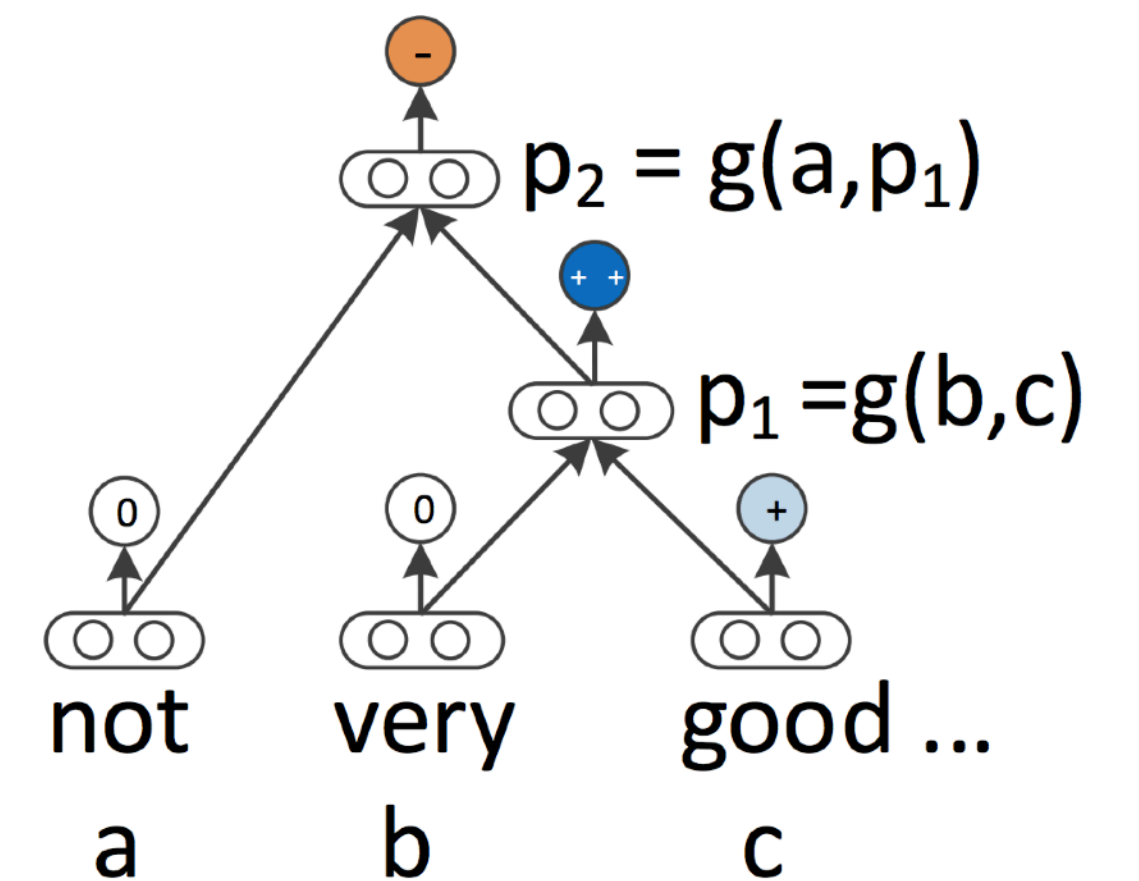 -
p₂ = g(a,p₁)
+ +
p₁ =g(b,c)
0 0 +
not very good ...
a b c